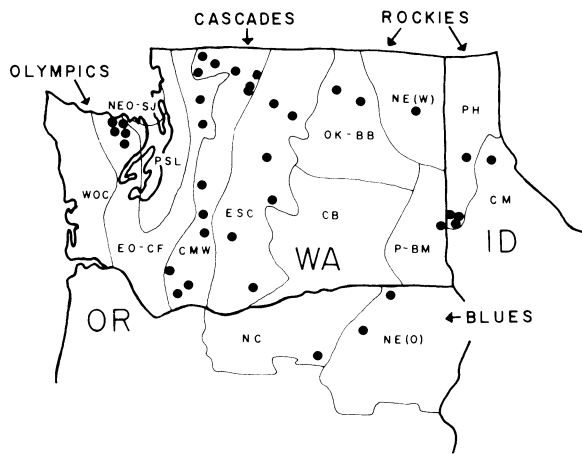 CASCADES
ROCKIES
OLYMPICS
NEO-SJ
NE(W)
PH
OK-BB
PSL
WOC
ESC
CB
CM
EO-CF
CMW
WA
P-BM
ID
OR
BLUES
NC
NE(O)